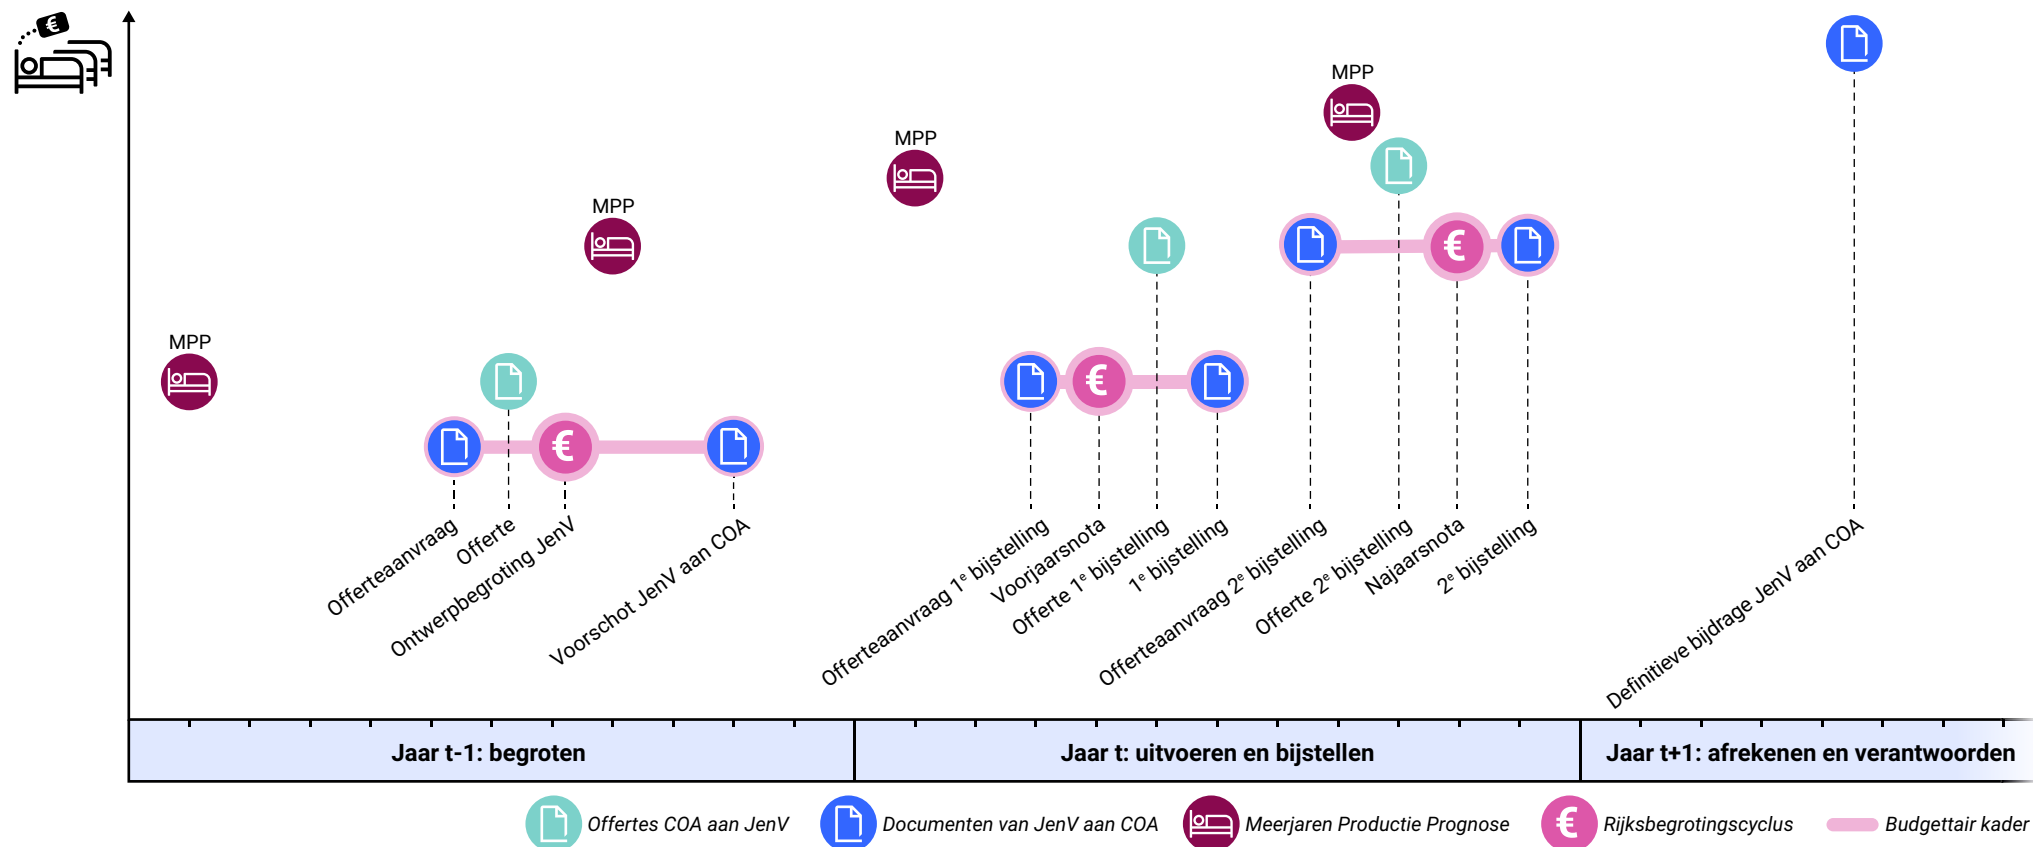 €
MPP
MPP
MPP
MPP
€
€
€
Offerteaanvraag
Offerte
Ontwerpbegroting JenV
Voorschot JenV aan COA
Offerteaanvraag 1e bijstelling
Voorjaarsnota
Offerte 1e bijstelling
1e bijstelling
Offerteaanvraag 2e bijstelling
Offerte 2e bijstelling
Najaarsnota
2e bijstelling
Definitieve bijdrage JenV aan COA
Jaar t-1: begroten
Jaar t: uitvoeren en bijstellen
Jaar t+1: afrekenen en verantwoorden
Offertes COA aan JenV
Documenten van JenV aan COA
Meerjaren Productie Prognose
€
Rijksbegrotingscyclus
Budgettair kader